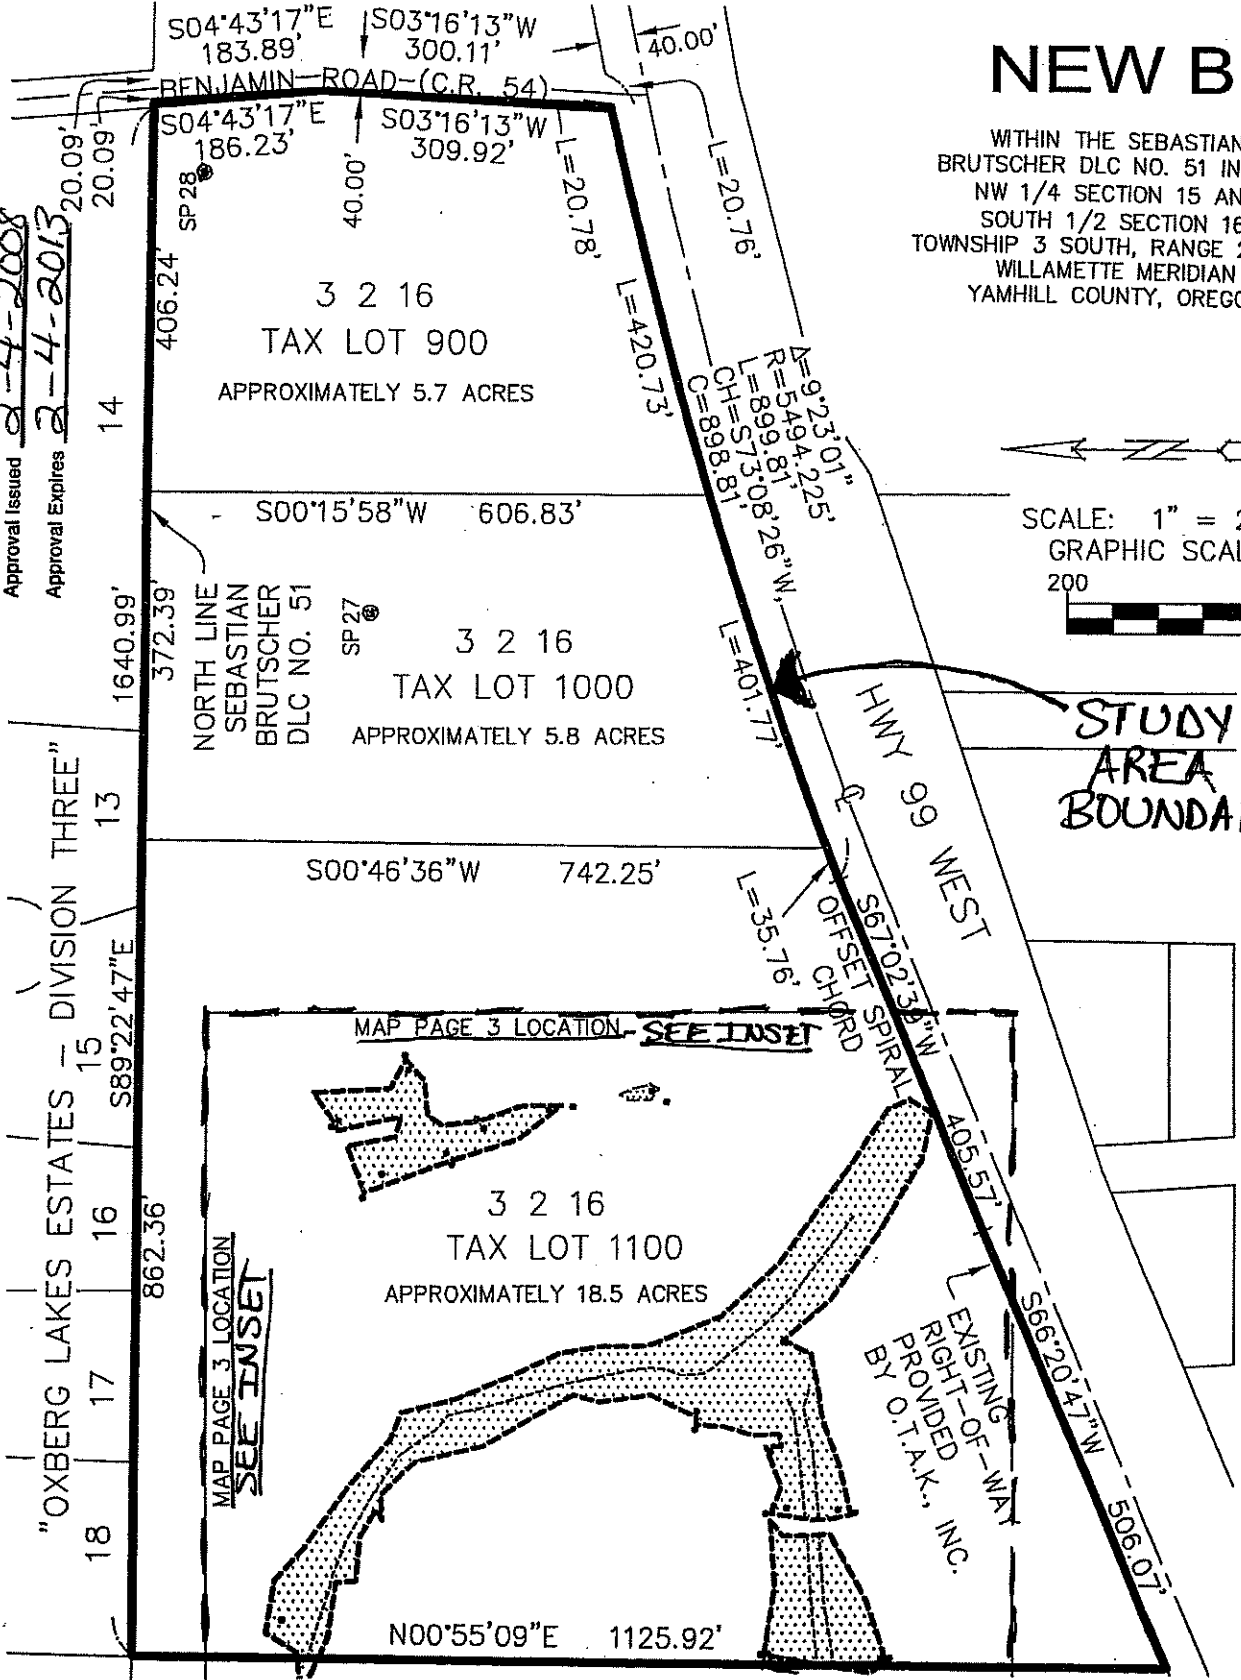 S04°43'17"E
183.89'
S03°16'13"W
300.11'
40.00'
BENJAMIN ROAD (C.R. 54)
S04°43'17"E
186.23'
S03°16'13"W
309.92'
20.09'
20.09'
40.00'
SP 28
L=20.78'
L=20.76'
NEW B
WITHIN THE SEBASTIAN
BRUTSCHER DLC NO. 51 IN
NW 1/4 SECTION 15 AN
SOUTH 1/2 SECTION 16
TOWNSHIP 3 SOUTH, RANGE 2
WILLAMETTE MERIDIAN
YAMHILL COUNTY, OREGO
Approval Issued 2-4-2008
Approval Expires 2-4-2013
406.24'
14
3 2 16
TAX LOT 900
APPROXIMATELY 5.7 ACRES
L=420.73'
Δ=9°23'01"
R=5494.225'
L=899.81'
CH=S73°08'26"W,
C=898.81'
S00°15'58"W 606.83'
SCALE: 1" = 2
GRAPHIC SCAL
200
1640.99'
372.39'
NORTH LINE
SEBASTIAN
BRUTSCHER
DLC NO. 51
SP 27
3 2 16
TAX LOT 1000
APPROXIMATELY 5.8 ACRES
L=401.77'
HWY 99 WEST
STUDY
AREA
BOUNDA
"OXBERG LAKES ESTATES – DIVISION THREE"
13
S00°46'36"W 742.25'
L=35.76'
OFFSET SPIRAL
CHORD
S67°02'39"W
405.57'
S89°22'47"E
15
MAP PAGE 3 LOCATION - SEE INSET
16
862.36'
3 2 16
TAX LOT 1100
APPROXIMATELY 18.5 ACRES
MAP PAGE 3 LOCATION
SEE INSET
17
EXISTING
RIGHT-OF-WAY
PROVIDED
BY O.T.A.K., INC.
S66°20'47"W
506.07'
18
N00°55'09"E 1125.92'